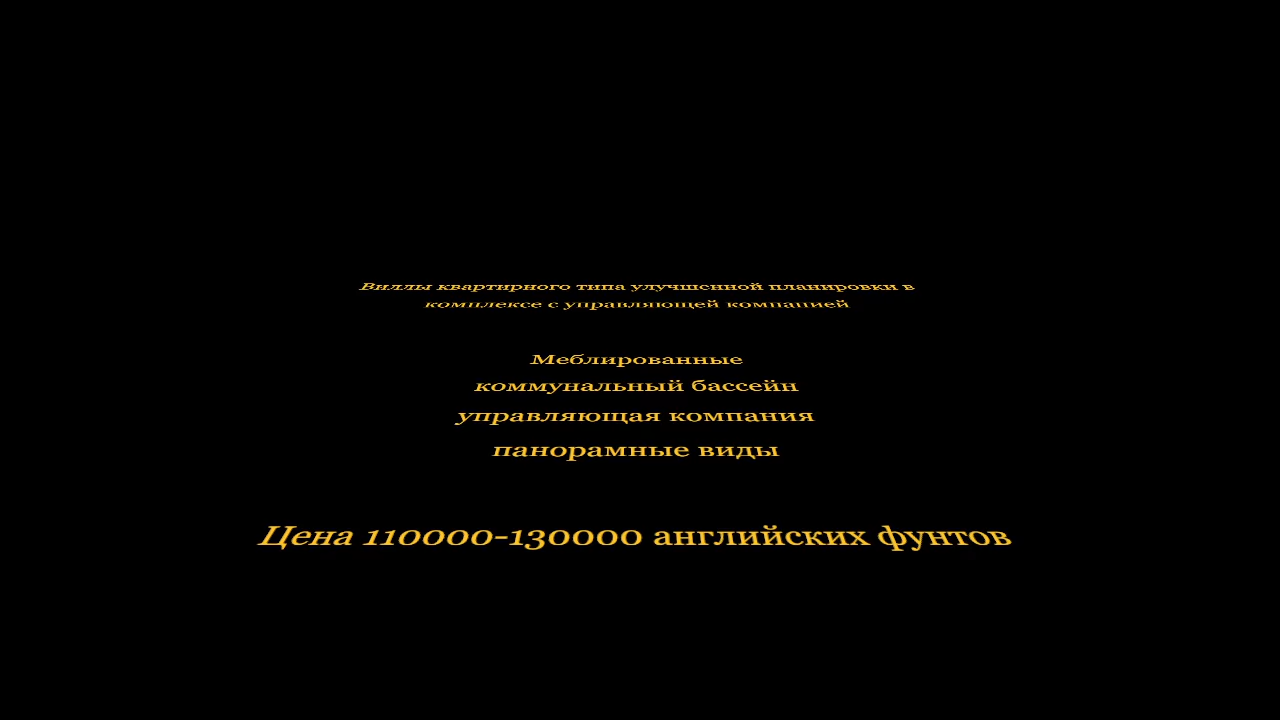 Виллы квартирного типа улучшенной планировки в
комплексе с управляющей компанией
Меблированные
коммунальный бассейн
управляющая компания
панорамные виды
Цена 110000-130000 английских фунтов